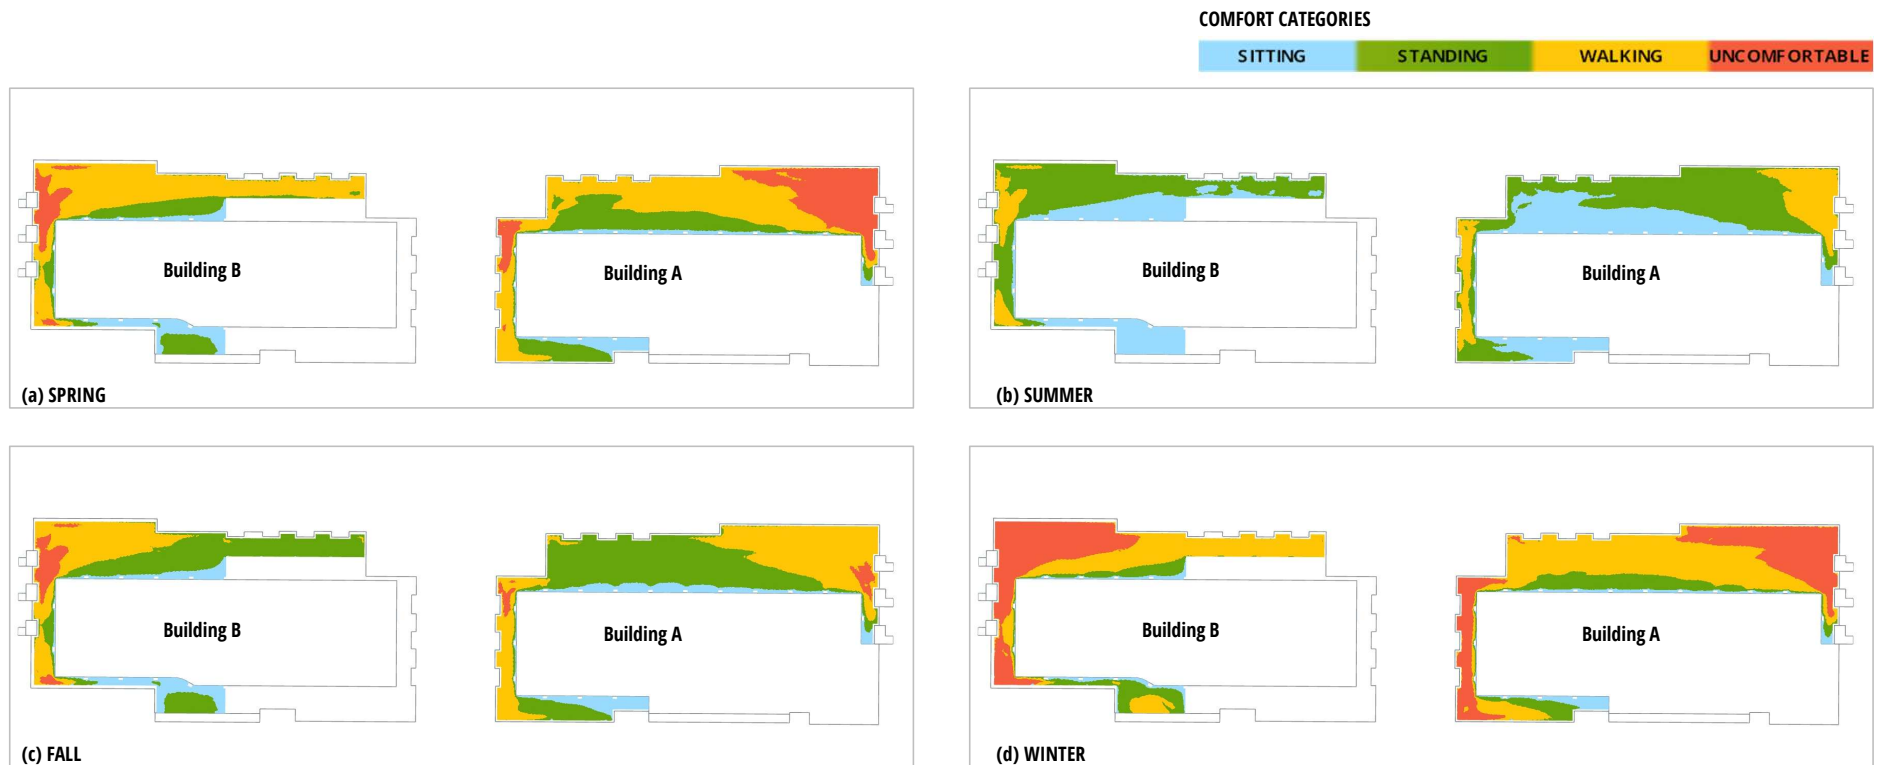 COMFORT CATEGORIES
SITTING STANDING WALKING UNCOMFORTABLE
Building B Building A
(a) SPRING
Building B Building A
(b) SUMMER
Building B Building A
(c) FALL
Building B Building A
(d) WINTER